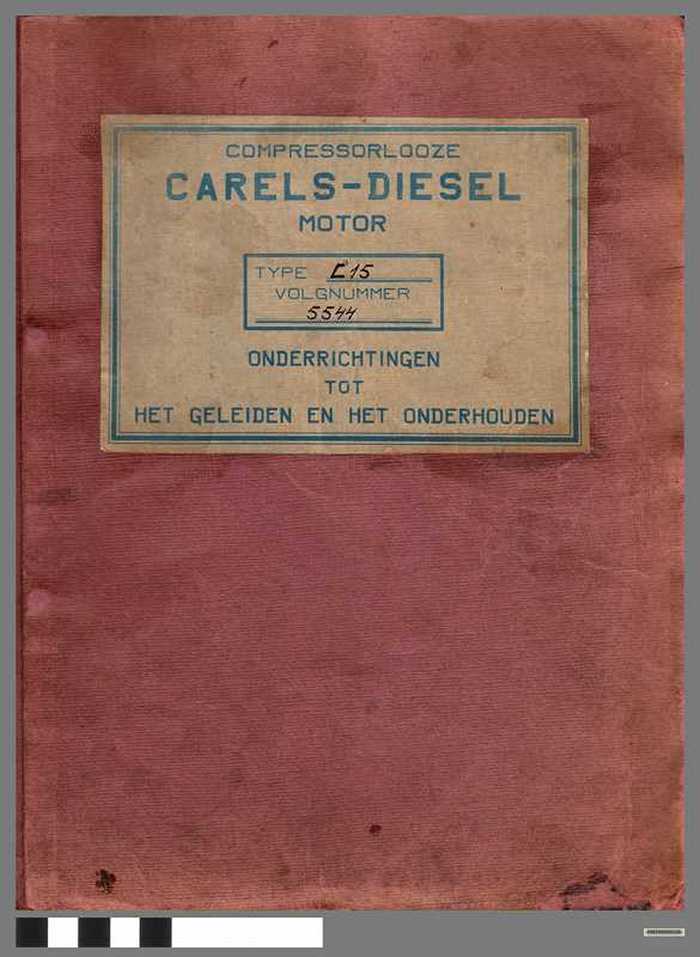 COMPRESSORLOOZE
CARELS-DIESEL
MOTOR
TYPE C15
VOLGNUMMER
5544
ONDERRICHTINGEN
TOT
HET GELEIDEN EN HET ONDERHOUDEN